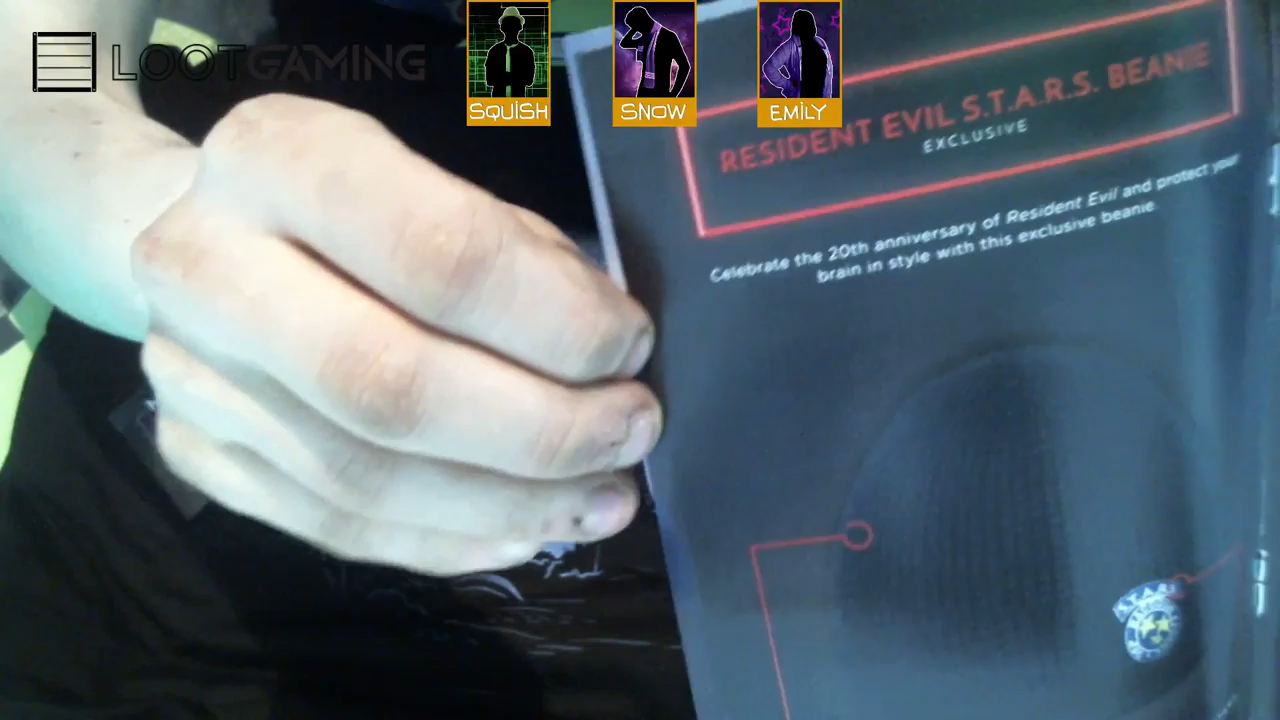 LOOTGAMING
SQUISH
SNOW
EMILY
RESIDENT EVIL S.T.A.R.S. BEANIE
EXCLUSIVE
Celebrate the 20th anniversary of Resident Evil and protect your
brain in style with this exclusive beanie.
S.T.A.R.S.